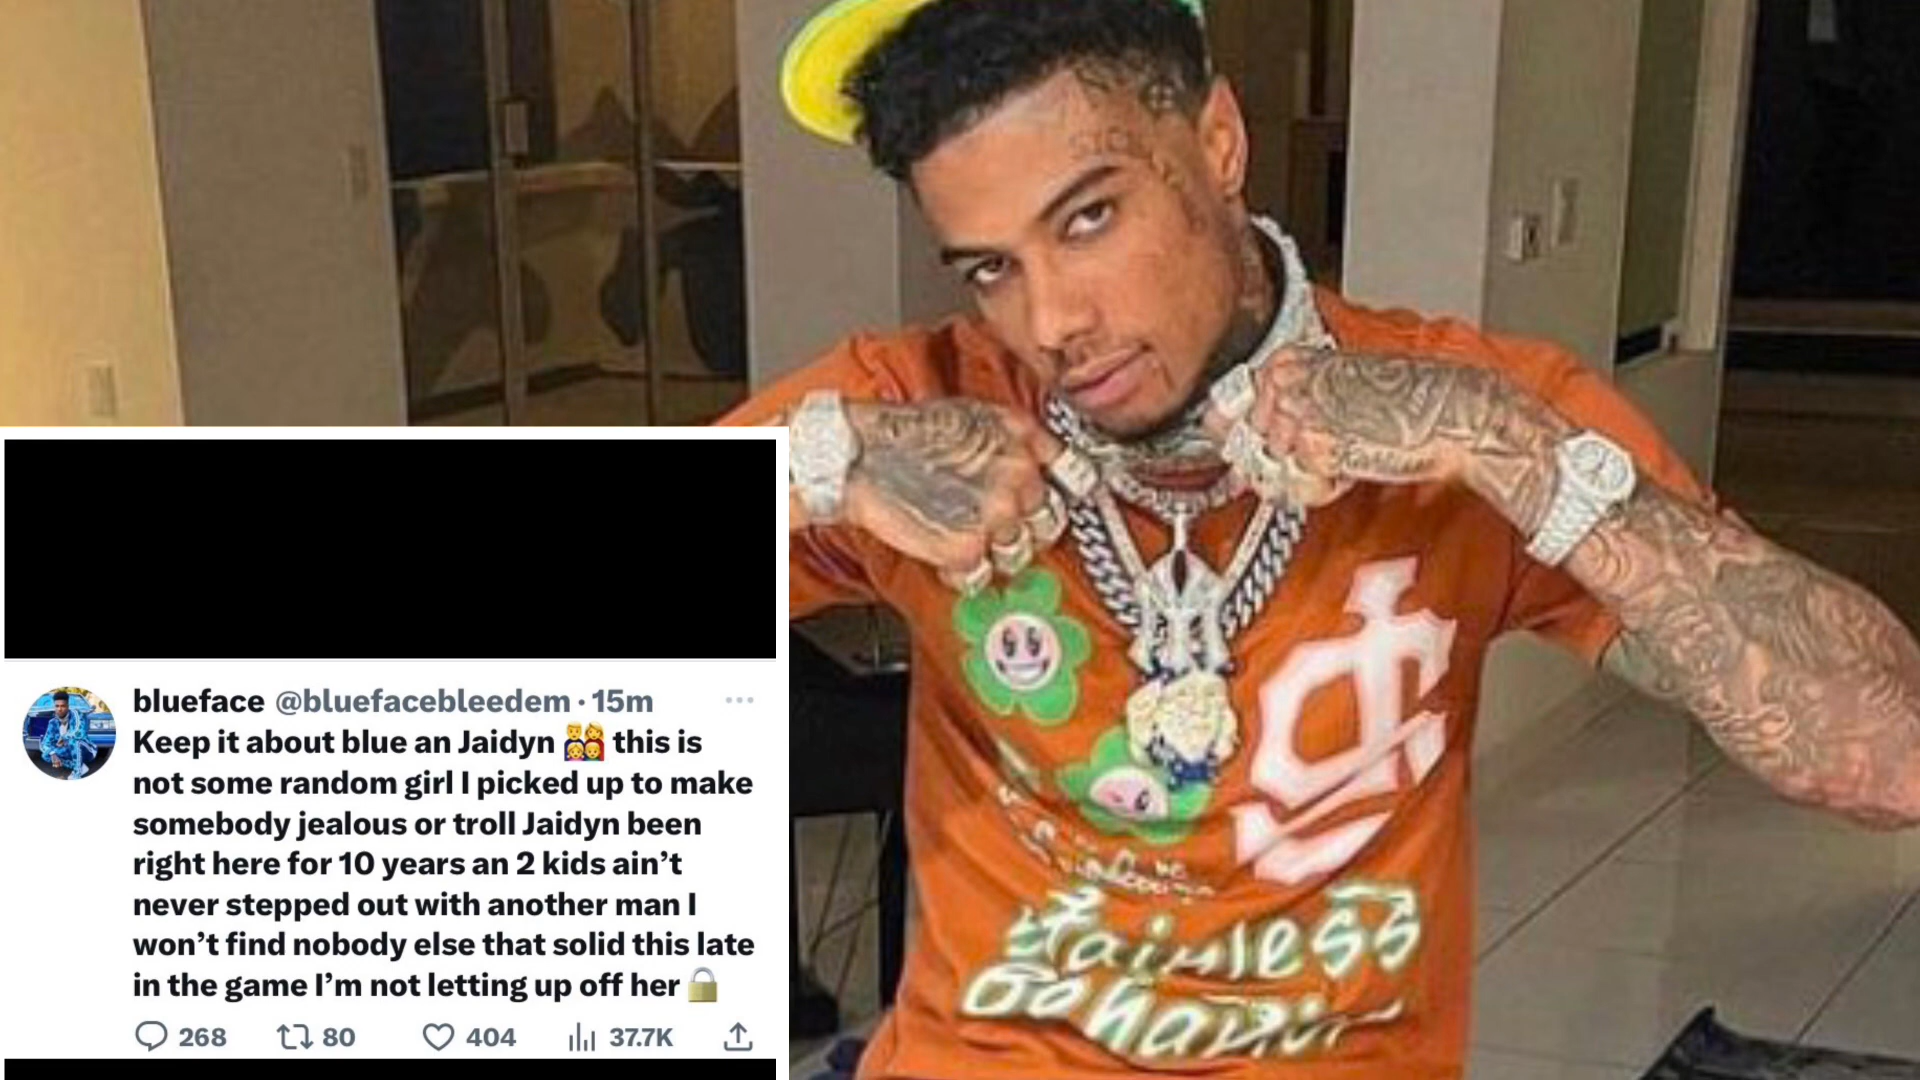 blueface @bluefacebleedem · 15m
Keep it about blue an Jaidyn 👨‍👩‍👦‍👦 this is
not some random girl I picked up to make
somebody jealous or troll Jaidyn been
right here for 10 years an 2 kids ain’t
never stepped out with another man I
won’t find nobody else that solid this late
in the game I’m not letting up off her 🔒
268 80 404 37.7K
Stainless
Behavior